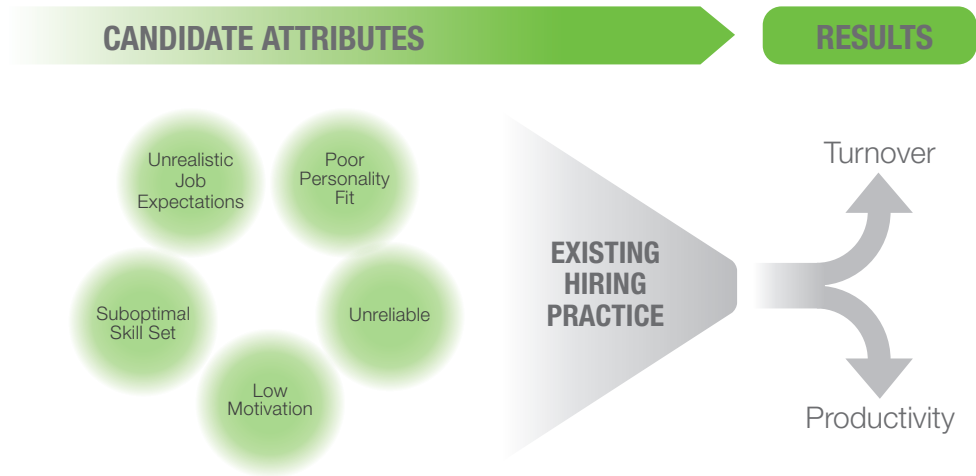 CANDIDATE ATTRIBUTES
RESULTS
Unrealistic
Job
Expectations
Poor
Personality
Fit
Suboptimal
Skill Set
Unreliable
Low
Motivation
EXISTING
HIRING
PRACTICE
Turnover
Productivity